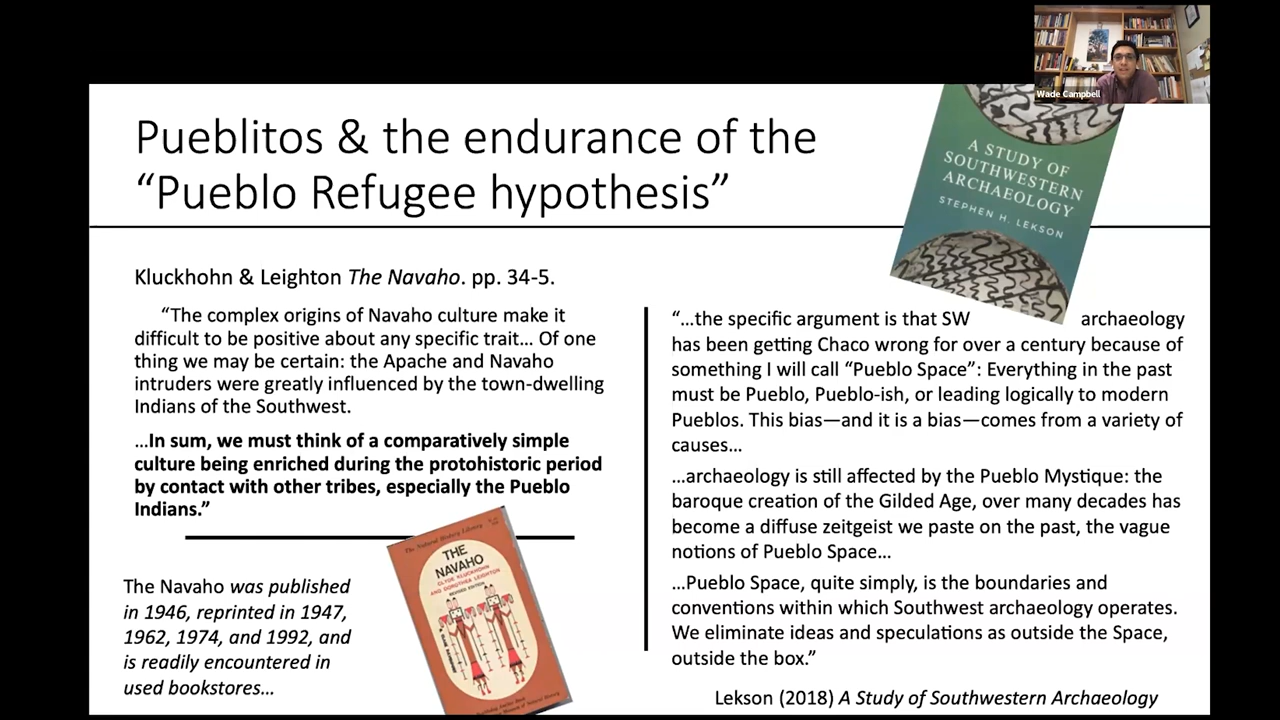 Wade Campbell
Pueblitos & the endurance of the
“Pueblo Refugee hypothesis”
A STUDY OF
SOUTHWESTERN
ARCHAEOLOGY
STEPHEN H. LEKSON
Kluckhohn & Leighton The Navaho. pp. 34-5.
“The complex origins of Navaho culture make it
difficult to be positive about any specific trait… Of one
thing we may be certain: the Apache and Navaho
intruders were greatly influenced by the town-dwelling
Indians of the Southwest.
…In sum, we must think of a comparatively simple
culture being enriched during the protohistoric period
by contact with other tribes, especially the Pueblo
Indians.”
The Navaho was published
in 1946, reprinted in 1947,
1962, 1974, and 1992, and
is readily encountered in
used bookstores…
The Natural History Library
THE
NAVAHO
CLYDE KLUCKHOHN
AND DOROTHEA LEIGHTON
REVISED EDITION
“…the specific argument is that SW archaeology
has been getting Chaco wrong for over a century because of
something I will call “Pueblo Space”: Everything in the past
must be Pueblo, Pueblo-ish, or leading logically to modern
Pueblos. This bias—and it is a bias—comes from a variety of
causes…
…archaeology is still affected by the Pueblo Mystique: the
baroque creation of the Gilded Age, over many decades has
become a diffuse zeitgeist we paste on the past, the vague
notions of Pueblo Space…
…Pueblo Space, quite simply, is the boundaries and
conventions within which Southwest archaeology operates.
We eliminate ideas and speculations as outside the Space,
outside the box.”
Lekson (2018) A Study of Southwestern Archaeology